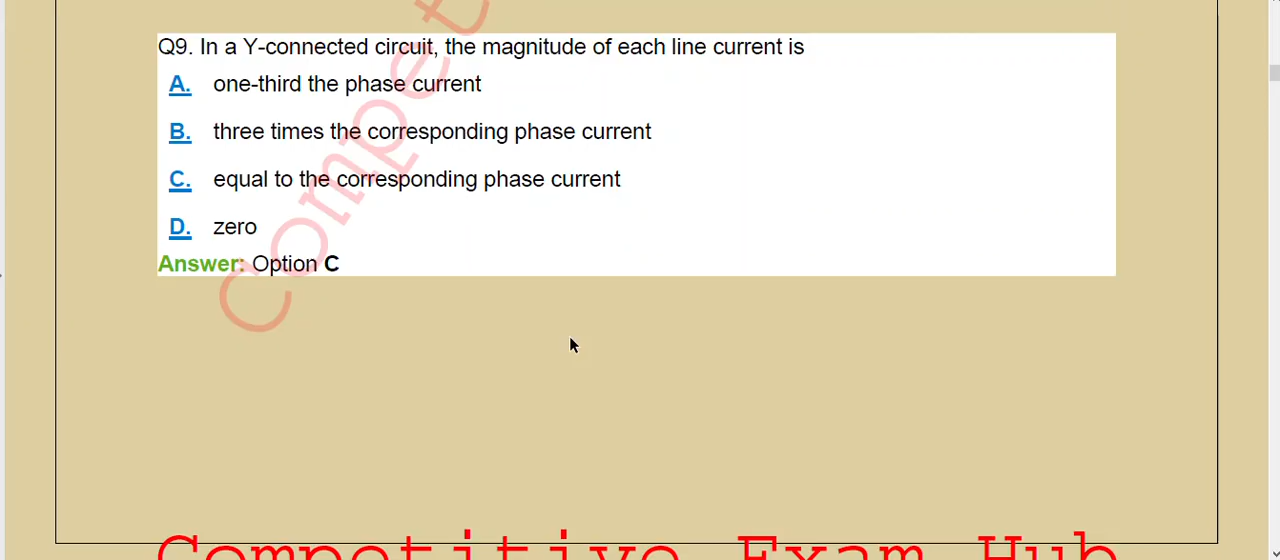 Q9. In a Y-connected circuit, the magnitude of each line current is
A. one-third the phase current
B. three times the corresponding phase current
C. equal to the corresponding phase current
D. zero
Answer: Option C
Compet
Competitive Exam Hub